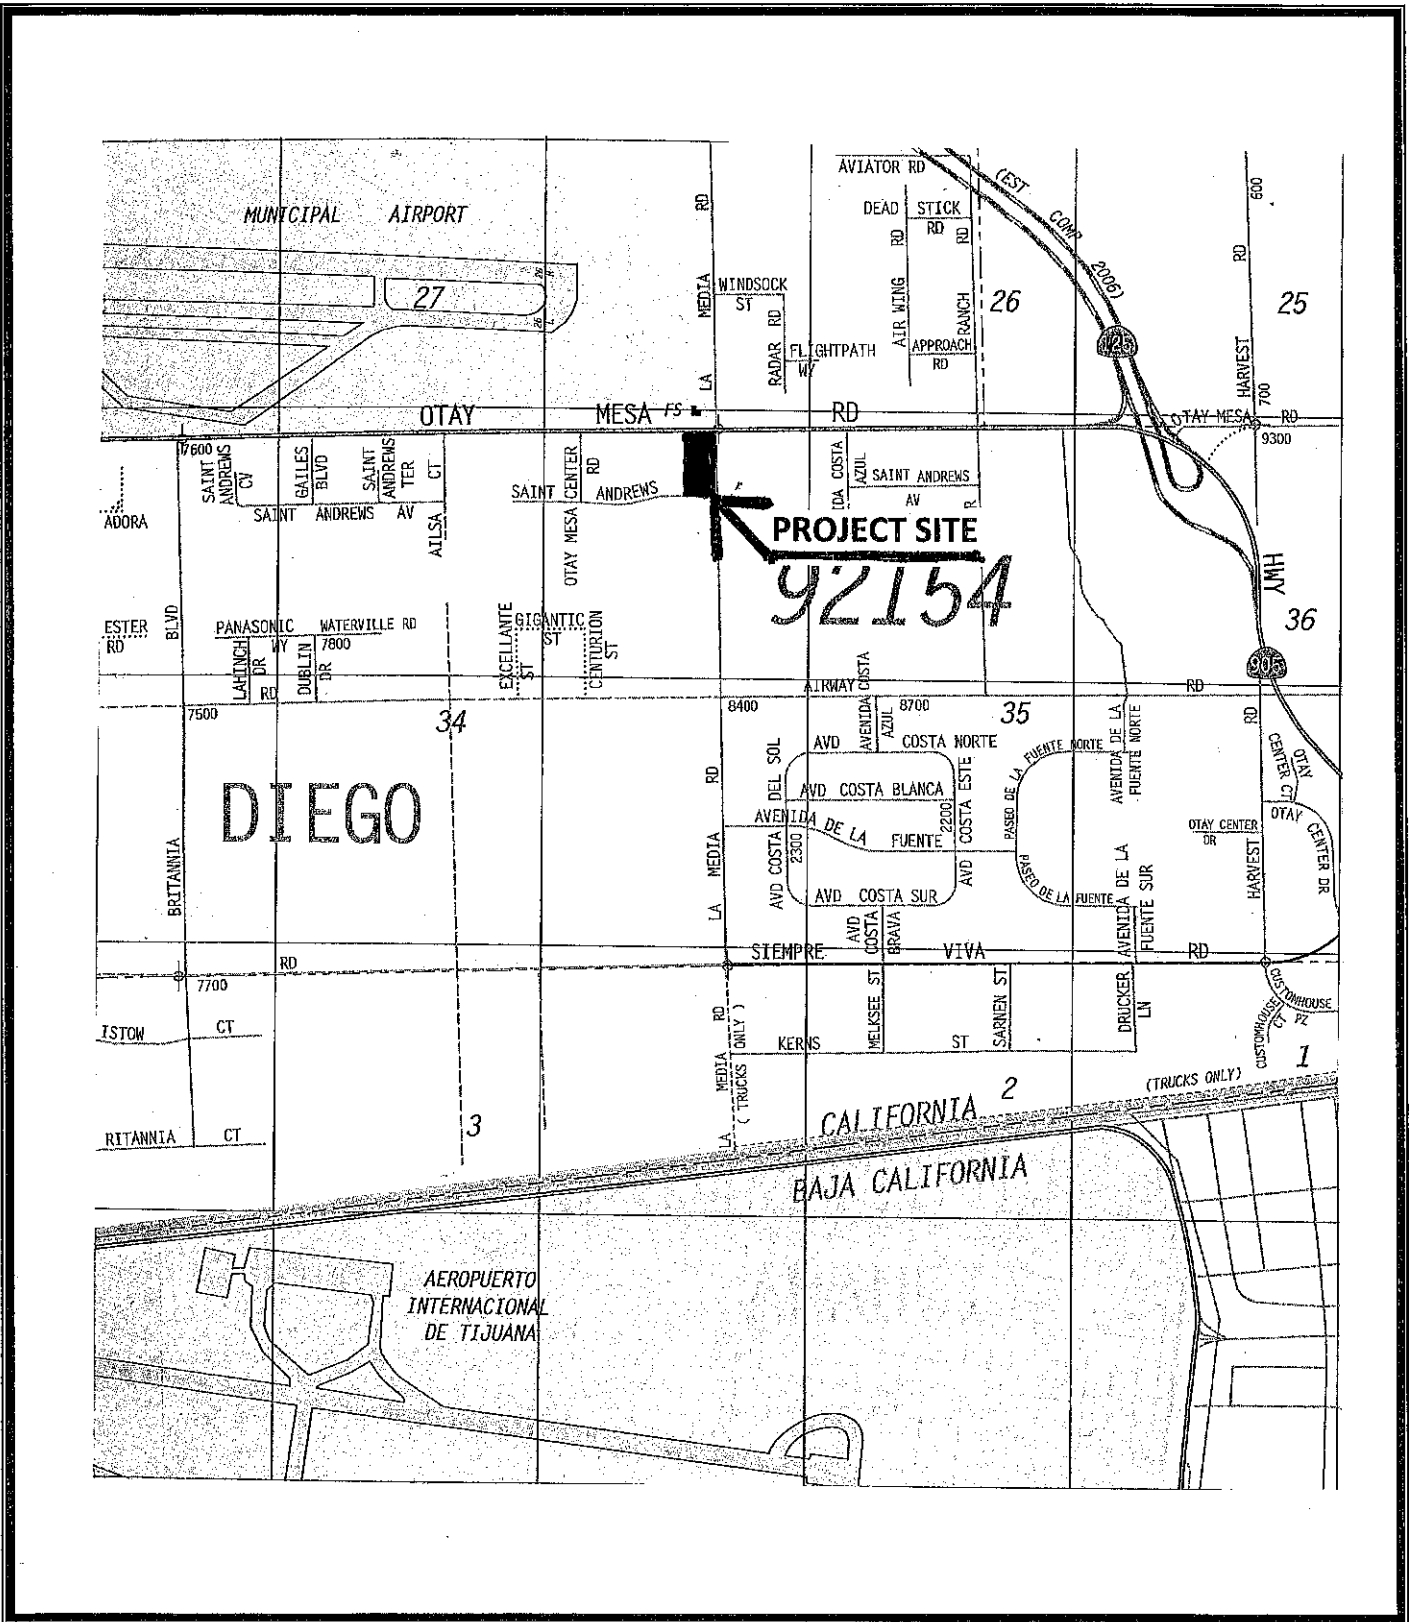 AVIATOR RD
(EST
COMP
2006)
600
MUNICIPAL AIRPORT
RD
DEAD STICK
RD
RD
RD
RD
27
26
R
26
L
MEDIA
WINDSOCK
ST
AIR WING
RANCH
26
25
RADAR RD
FLIGHTPATH
WY
APPROACH
RD
125
HARVEST
LA
700
OTAY MESA FS RD
OTAY MESA RD
7600
9300
SAINT
ANDREWS
CV
GAILES
BLVD
SAINT
ANDREWS
TER
CT
OTAY MESA CENTER
RD
SAINT ANDREWS
AZUL
SAINT ANDREWS
AV
R
ADORA
SAINT ANDREWS AV
AILSA
PROJECT SITE
92154
HWY
ESTER
RD
BLVD
PANASONIC
WY
WATERVILLE RD
7800
LAHINCH
DR
DUBLIN
DR
RD
EXCELLANTE
ST
GIGANTIC
ST
CENTURION
ST
36
905
AIRWAY RD
7500
34
8400
8700
35
AVENIDA COSTA
AZUL
RD
AVD COSTA NORTE
PASEO DE LA FUENTE NORTE
AVENIDA DE LA
FUENTE NORTE
OTAY
CENTER CT
DIEGO
RD
AVD COSTA DEL SOL
AVD COSTA BLANCA
AVENIDA DE LA FUENTE
2300
2200
AVD COSTA ESTE
OTAY CENTER
DR
OTAY CENTER DR
BRITANNIA
LA MEDIA
AVD COSTA SUR
PASEO DE LA FUENTE
AVENIDA DE LA
FUENTE SUR
HARVEST
AVD
COSTA
BRAVA
RD
SIEMPRE VIVA RD
7700
ISTOW CT
LA MEDIA RD
( TRUCKS ONLY )
MELKSEE ST
SARNEN ST
DRUCKER
LN
CUSTOMHOUSE
PZ
CUSTOMHOUSE
CT
KERNS ST
1
(TRUCKS ONLY)
2
CALIFORNIA
3
RITANNIA CT
BAJA CALIFORNIA
AEROPUERTO
INTERNACIONAL
DE TIJUANA